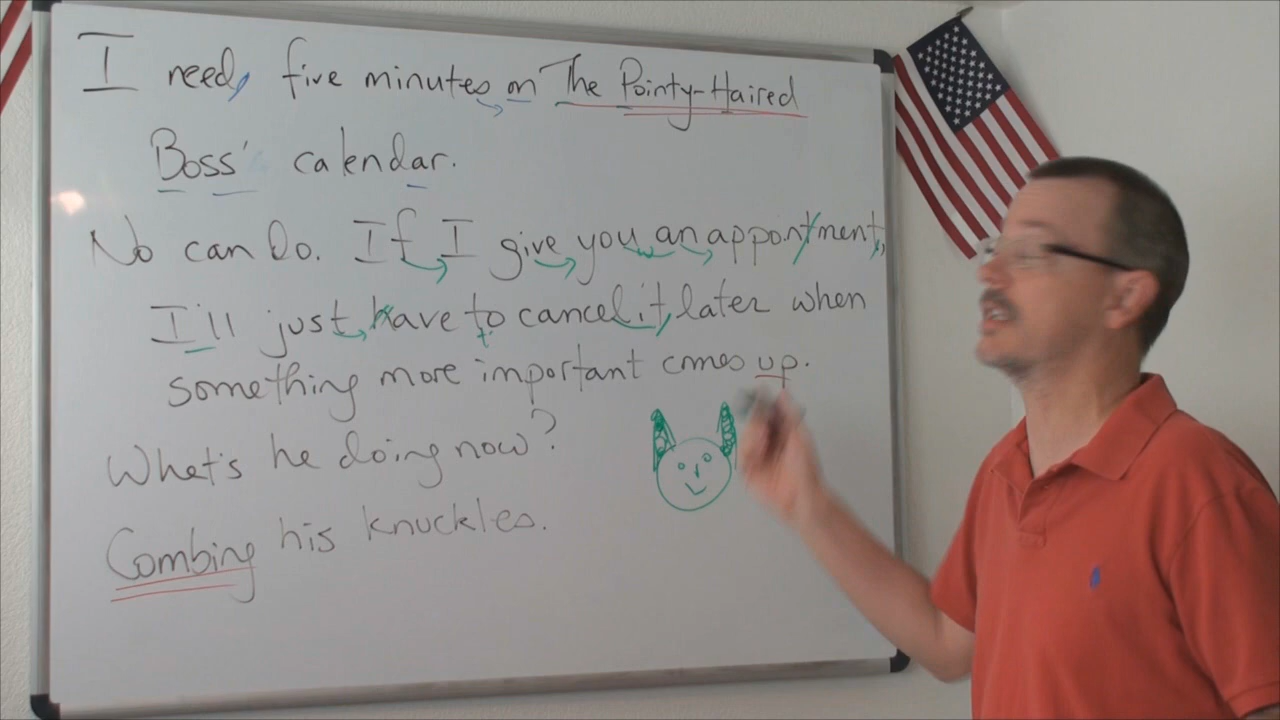 I need, five minutes on The Pointy-Haired
Boss' calendar.
No can Do. If I give you an appointment,
I'll just have to cancel it, later when
something more important comes up.
What's he doing now?
Combing his knuckles.